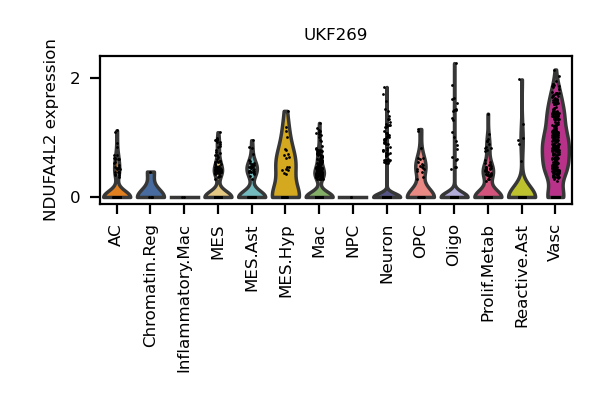 UKF269
NDUFA4L2 expression
2
0
AC
Chromatin.Reg
Inflammatory.Mac
MES
MES.Ast
MES.Hyp
Mac
NPC
Neuron
OPC
Oligo
Prolif.Metab
Reactive.Ast
Vasc